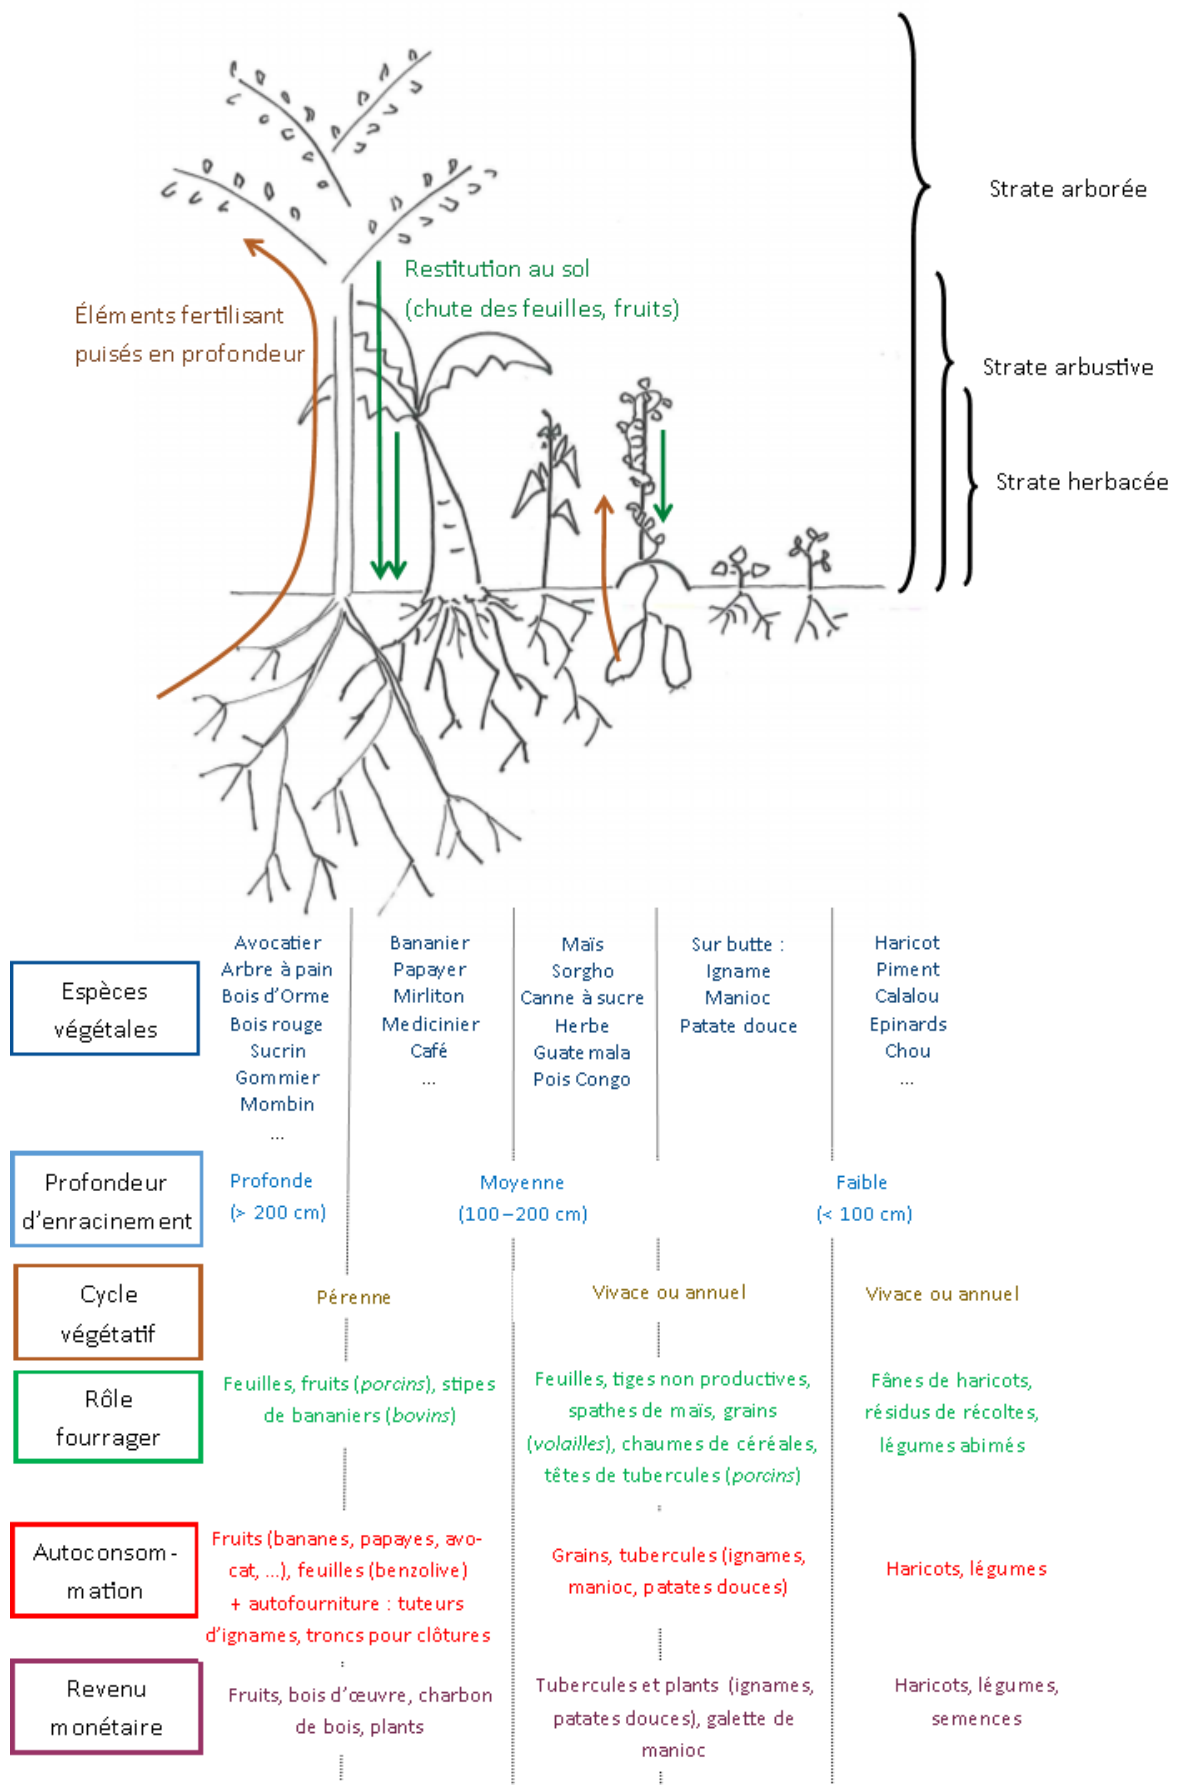 Strate arborée
Restitution au sol
(chute des feuilles, fruits)
Éléments fertilisant
puisés en profondeur
Strate arbustive
Strate herbacée
Espèces
végétales
Avocatier
Arbre à pain
Bois d’Orme
Bois rouge
Sucrin
Gommier
Mombin
...
Bananier
Papayer
Mirliton
Medicinier
Café
...
Maïs
Sorgho
Canne à sucre
Herbe
Guatemala
Pois Congo
Sur butte :
Igname
Manioc
Patate douce
Haricot
Piment
Calalou
Epinards
Chou
...
Profondeur
d’enracinement
Profonde
(> 200 cm)
Moyenne
(100–200 cm)
Faible
(< 100 cm)
Cycle
végétatif
Pérenne
Vivace ou annuel
Vivace ou annuel
Rôle
fourrager
Feuilles, fruits (porcins), stipes
de bananiers (bovins)
Feuilles, tiges non productives,
spathes de maïs, grains
(volailles), chaumes de céréales,
têtes de tubercules (porcins)
Fânes de haricots,
résidus de récoltes,
légumes abimés
Autoconsom-
mation
Fruits (bananes, papayes, avo-
cat, ...), feuilles (benzolive)
+ autofourniture : tuteurs
d’ignames, troncs pour clôtures
Grains, tubercules (ignames,
manioc, patates douces)
Haricots, légumes
Revenu
monétaire
Fruits, bois d’œuvre, charbon
de bois, plants
Tubercules et plants (ignames,
patates douces), galette de
manioc
Haricots, légumes,
semences